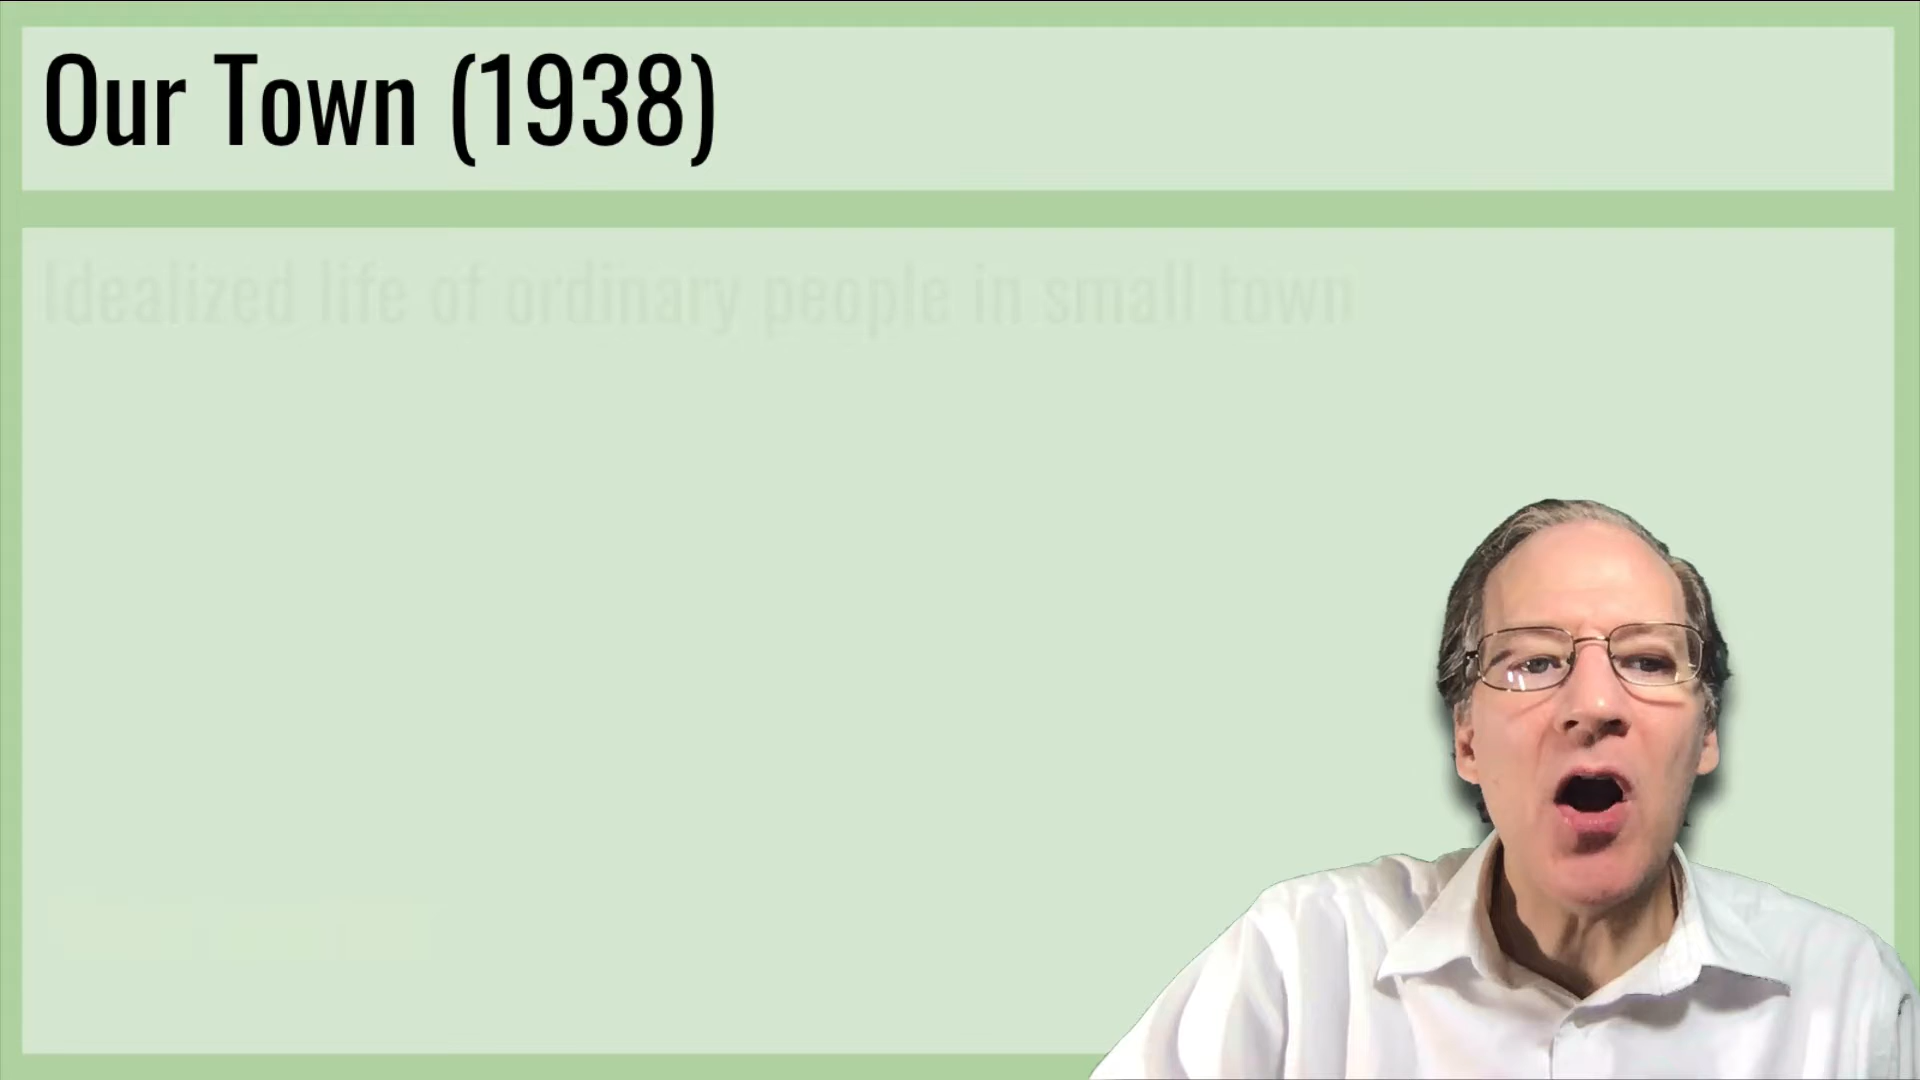 Our Town (1938)
Idealized life of ordinary people in small town